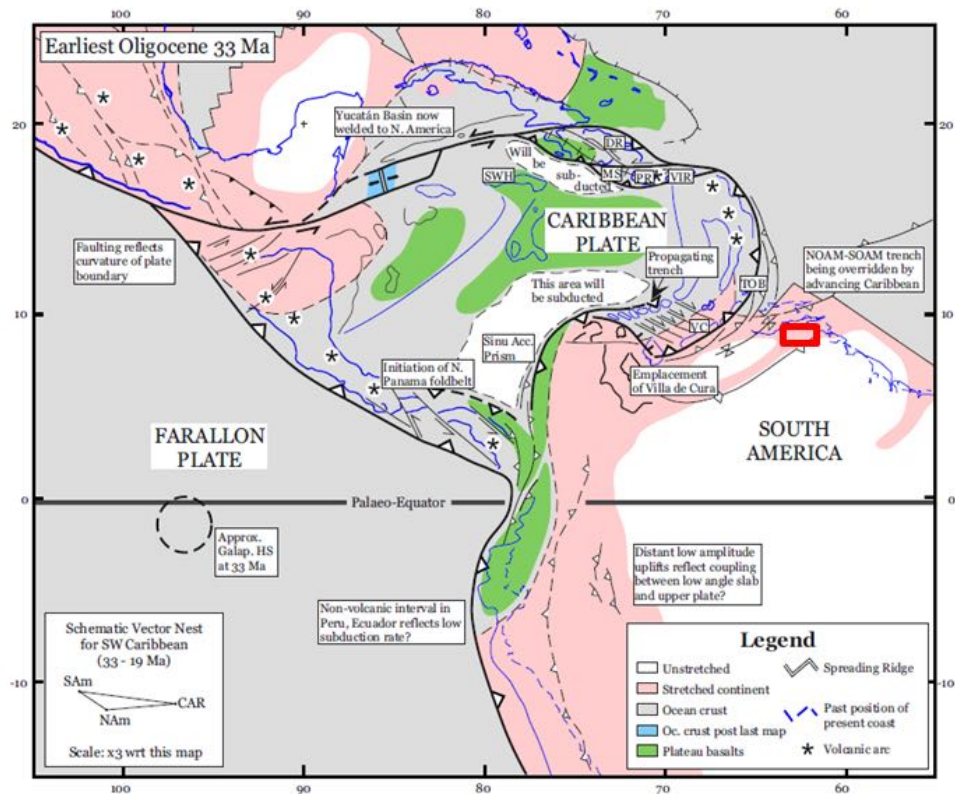 Earliest Oligocene 33 Ma
Yucatán Basin now
welded to N. America
DR
Will
be
sub-
ducted
SWH
MS
PR
VIR
CARIBBEAN
PLATE
Faulting reflects
curvature of plate
boundary
Propagating
trench
NOAM-SOAM trench
being overridden by
advancing Caribbean
TOB
This area will
be subducted
VC
Sinu Acc.
Prism
Initiation of N.
Panama foldbelt
Emplacement
of Villa de Cura
FARALLON
PLATE
SOUTH
AMERICA
Palaeo-Equator
Approx.
Galap. HS
at 33 Ma
Distant low amplitude
uplifts reflect coupling
between low angle slab
and upper plate?
Non-volcanic interval in
Peru, Ecuador reflects low
subduction rate?
Schematic Vector Nest
for SW Caribbean
(33 - 19 Ma)
SAm
CAR
NAm
Scale: x3 wrt this map
Legend
Unstretched
Stretched continent
Ocean crust
Oc. crust post last map
Plateau basalts
Spreading Ridge
Past position of
present coast
Volcanic arc
100
90
80
70
60
20
10
0
-10
20
10
0
-10
100
90
80
70
60